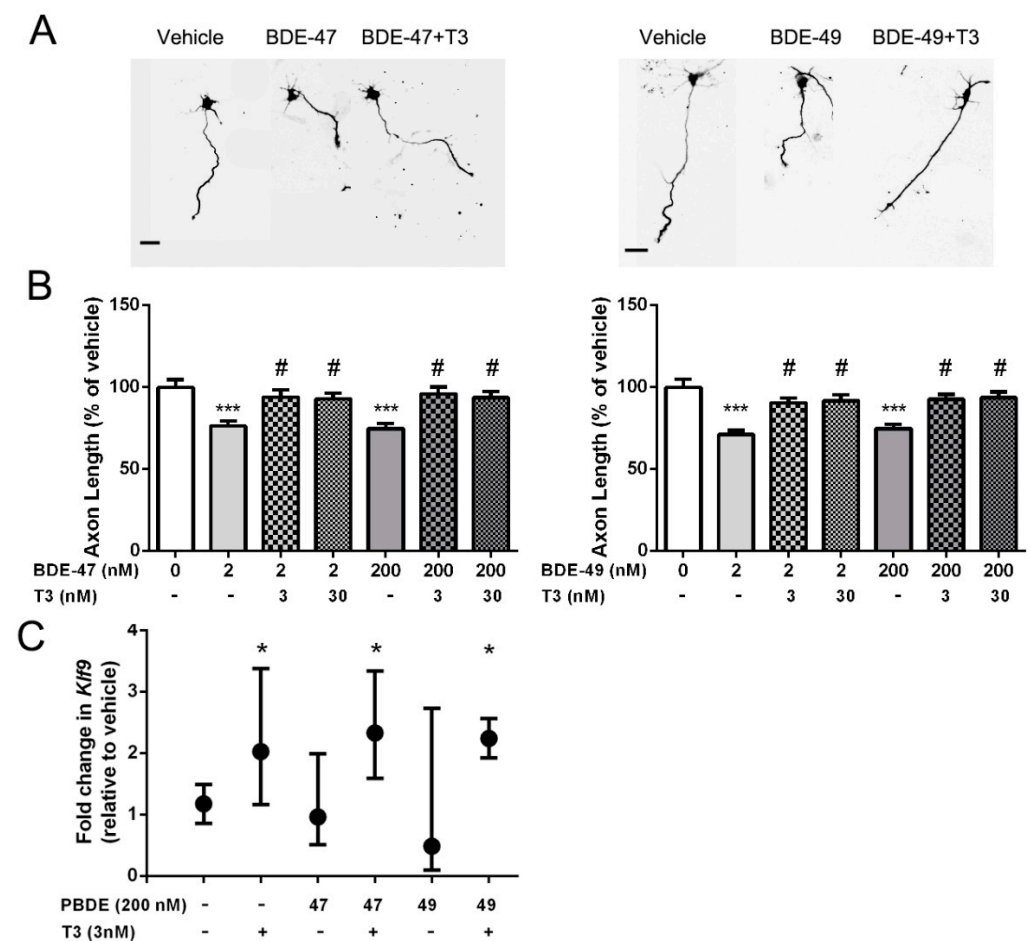 A
Vehicle BDE-47 BDE-47+T3
Vehicle BDE-49 BDE-49+T3
B
Axon Length (% of vehicle)
150
100
50
0
*** # # *** # #
BDE-47 (nM) 0 2 2 2 200 200 200
T3 (nM) - - 3 30 - 3 30
Axon Length (% of vehicle)
150
100
50
0
*** # # *** # #
BDE-49 (nM) 0 2 2 2 200 200 200
T3 (nM) - - 3 30 - 3 30
C
Fold change in Klf9
(relative to vehicle)
4
3
2
1
0
* * *
PBDE (200 nM) - - 47 47 49 49
T3 (3nM) - + - + - +